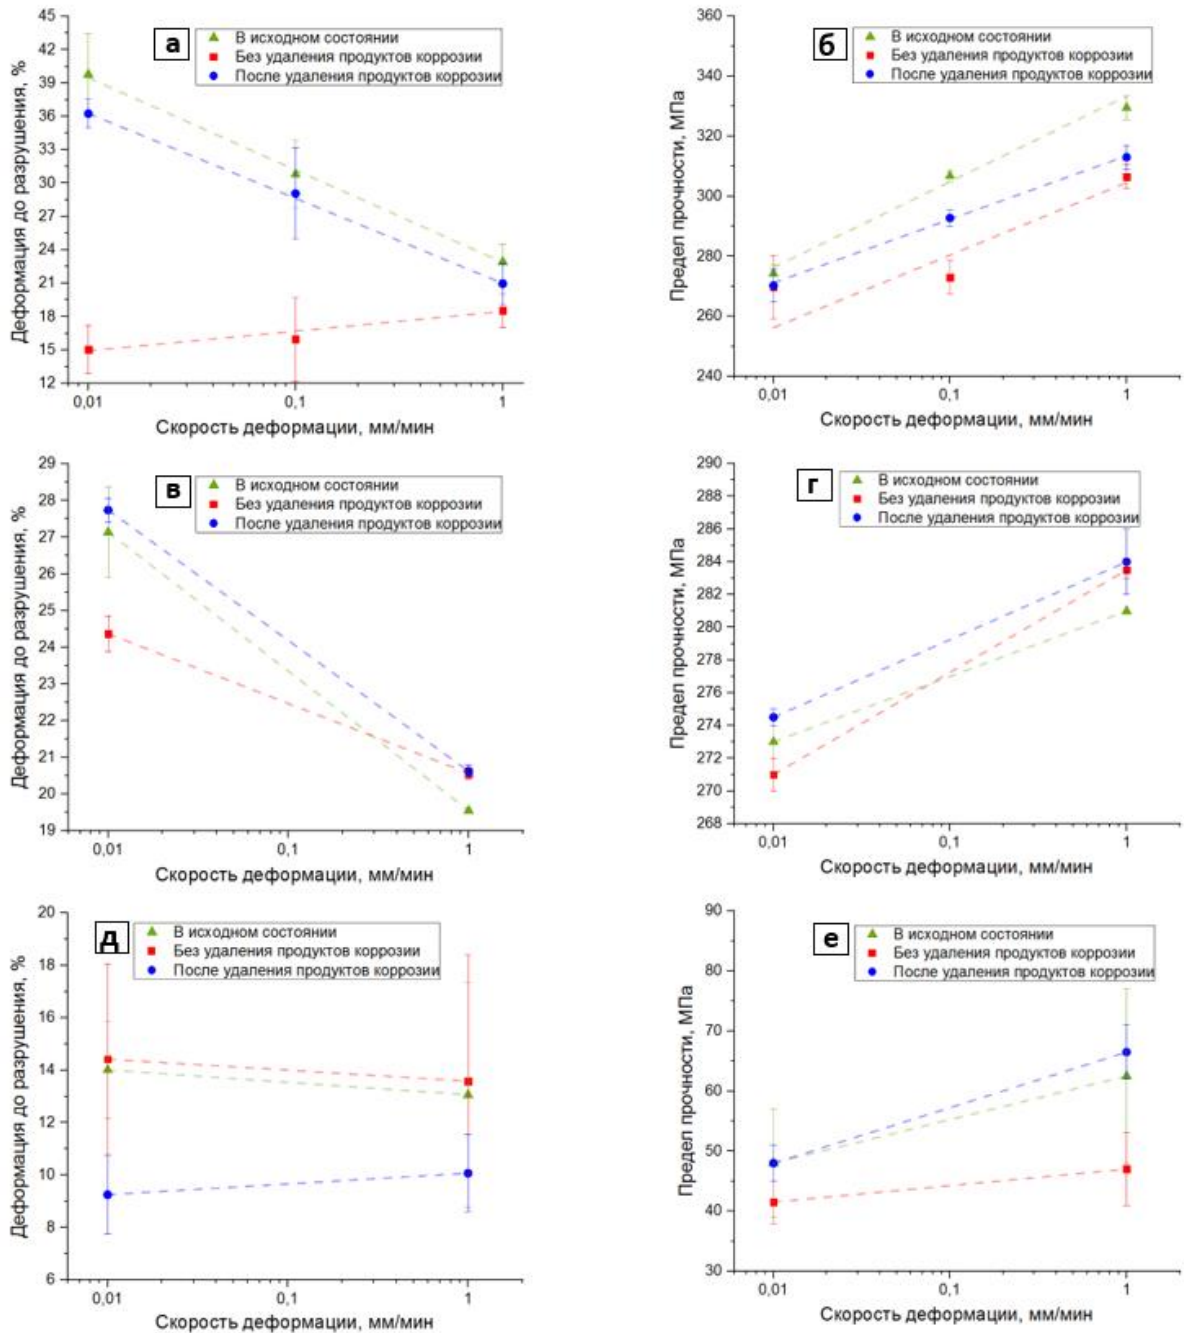 а
В исходном состоянии
Без удаления продуктов коррозии
После удаления продуктов коррозии
Деформация до разрушения, %
45
42
39
36
33
30
27
24
21
18
15
12
0,01
0,1
1
Скорость деформации, мм/мин
б
В исходном состоянии
Без удаления продуктов коррозии
После удаления продуктов коррозии
Предел прочности, МПа
360
340
320
300
280
260
240
0,01
0,1
1
Скорость деформации, мм/мин
в
В исходном состоянии
Без удаления продуктов коррозии
После удаления продуктов коррозии
Деформация до разрушения, %
29
28
27
26
25
24
23
22
21
20
19
0,01
0,1
1
Скорость деформации, мм/мин
г
В исходном состоянии
Без удаления продуктов коррозии
После удаления продуктов коррозии
Предел прочности, МПа
290
288
286
284
282
280
278
276
274
272
270
268
0,01
0,1
1
Скорость деформации, мм/мин
д
В исходном состоянии
Без удаления продуктов коррозии
После удаления продуктов коррозии
Деформация до разрушения, %
20
18
16
14
12
10
8
6
0,01
0,1
1
Скорость деформации, мм/мин
е
В исходном состоянии
Без удаления продуктов коррозии
После удаления продуктов коррозии
Предел прочности, МПа
90
80
70
60
50
40
30
0,01
0,1
1
Скорость деформации, мм/мин